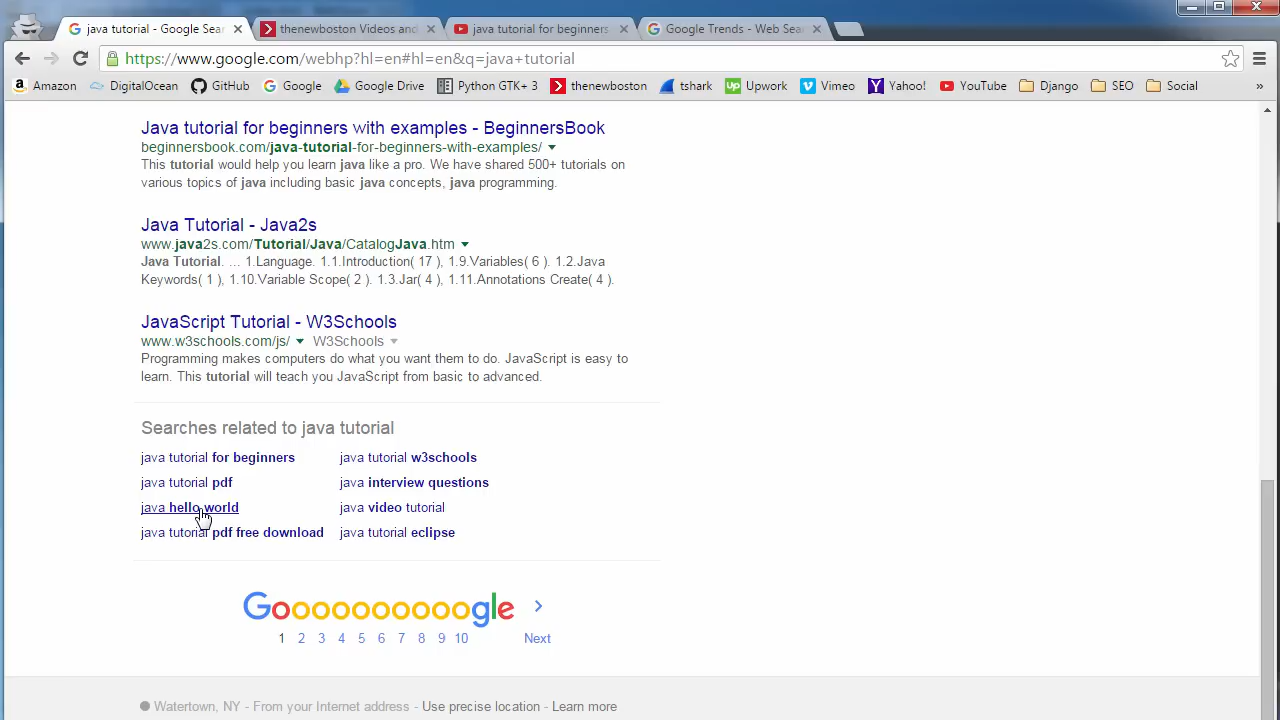 java tutorial - Google Sea
thenewboston Videos and
java tutorial for beginners
Google Trends - Web Sea
https://www.google.com/webhp?hl=en#hl=en&q=java+tutorial
Amazon DigitalOcean GitHub Google Google Drive Python GTK+ 3 thenewboston tshark Upwork Vimeo Yahoo! YouTube Django SEO Social »
Java tutorial for beginners with examples - BeginnersBook
beginnersbook.com/java-tutorial-for-beginners-with-examples/
This tutorial would help you learn java like a pro. We have shared 500+ tutorials on
various topics of java including basic java concepts, java programming.
Java Tutorial - Java2s
www.java2s.com/Tutorial/Java/CatalogJava.htm
Java Tutorial. ... 1.Language. 1.1.Introduction( 17 ), 1.9.Variables( 6 ). 1.2.Java
Keywords( 1 ), 1.10.Variable Scope( 2 ). 1.3.Jar( 4 ), 1.11.Annotations Create( 4 ).
JavaScript Tutorial - W3Schools
www.w3schools.com/js/ W3Schools
Programming makes computers do what you want them to do. JavaScript is easy to
learn. This tutorial will teach you JavaScript from basic to advanced.
Searches related to java tutorial
java tutorial for beginners java tutorial w3schools
java tutorial pdf java interview questions
java hello world java video tutorial
java tutorial pdf free download java tutorial eclipse
Goooooooooogle >
1 2 3 4 5 6 7 8 9 10 Next
Watertown, NY - From your Internet address - Use precise location - Learn more